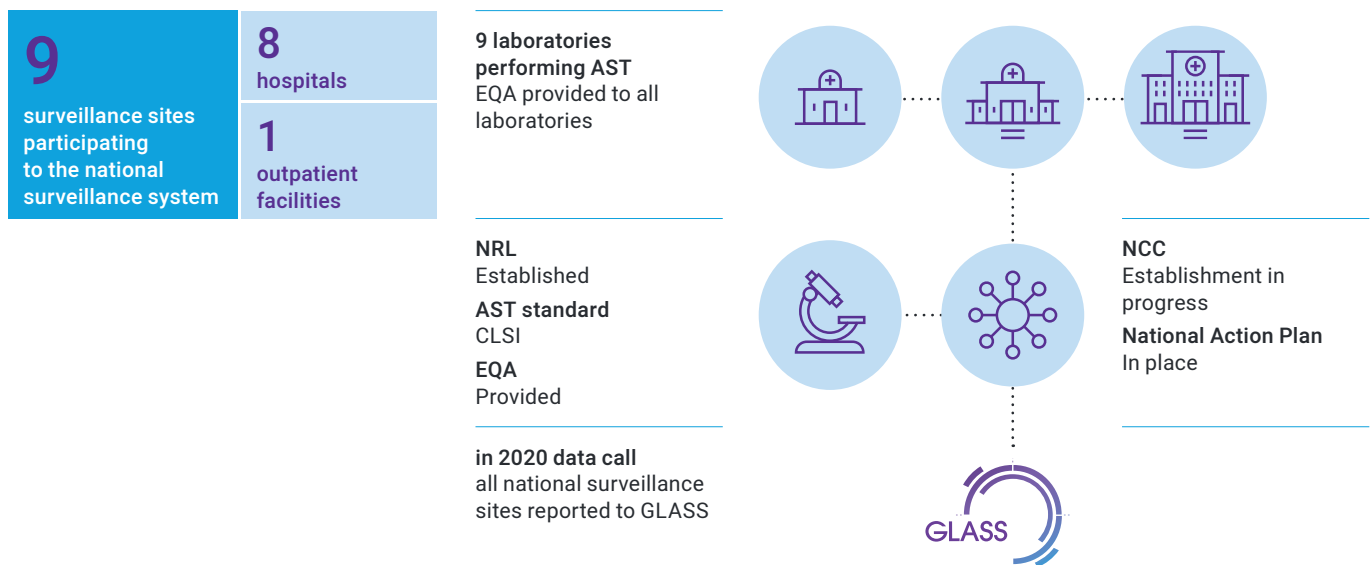 9
surveillance sites
participating
to the national
surveillance system
8
hospitals
1
outpatient
facilities
9 laboratories
performing AST
EQA provided to all
laboratories
NRL
Established
AST standard
CLSI
EQA
Provided
NCC
Establishment in
progress
National Action Plan
In place
in 2020 data call
all national surveillance
sites reported to GLASS
GLASS